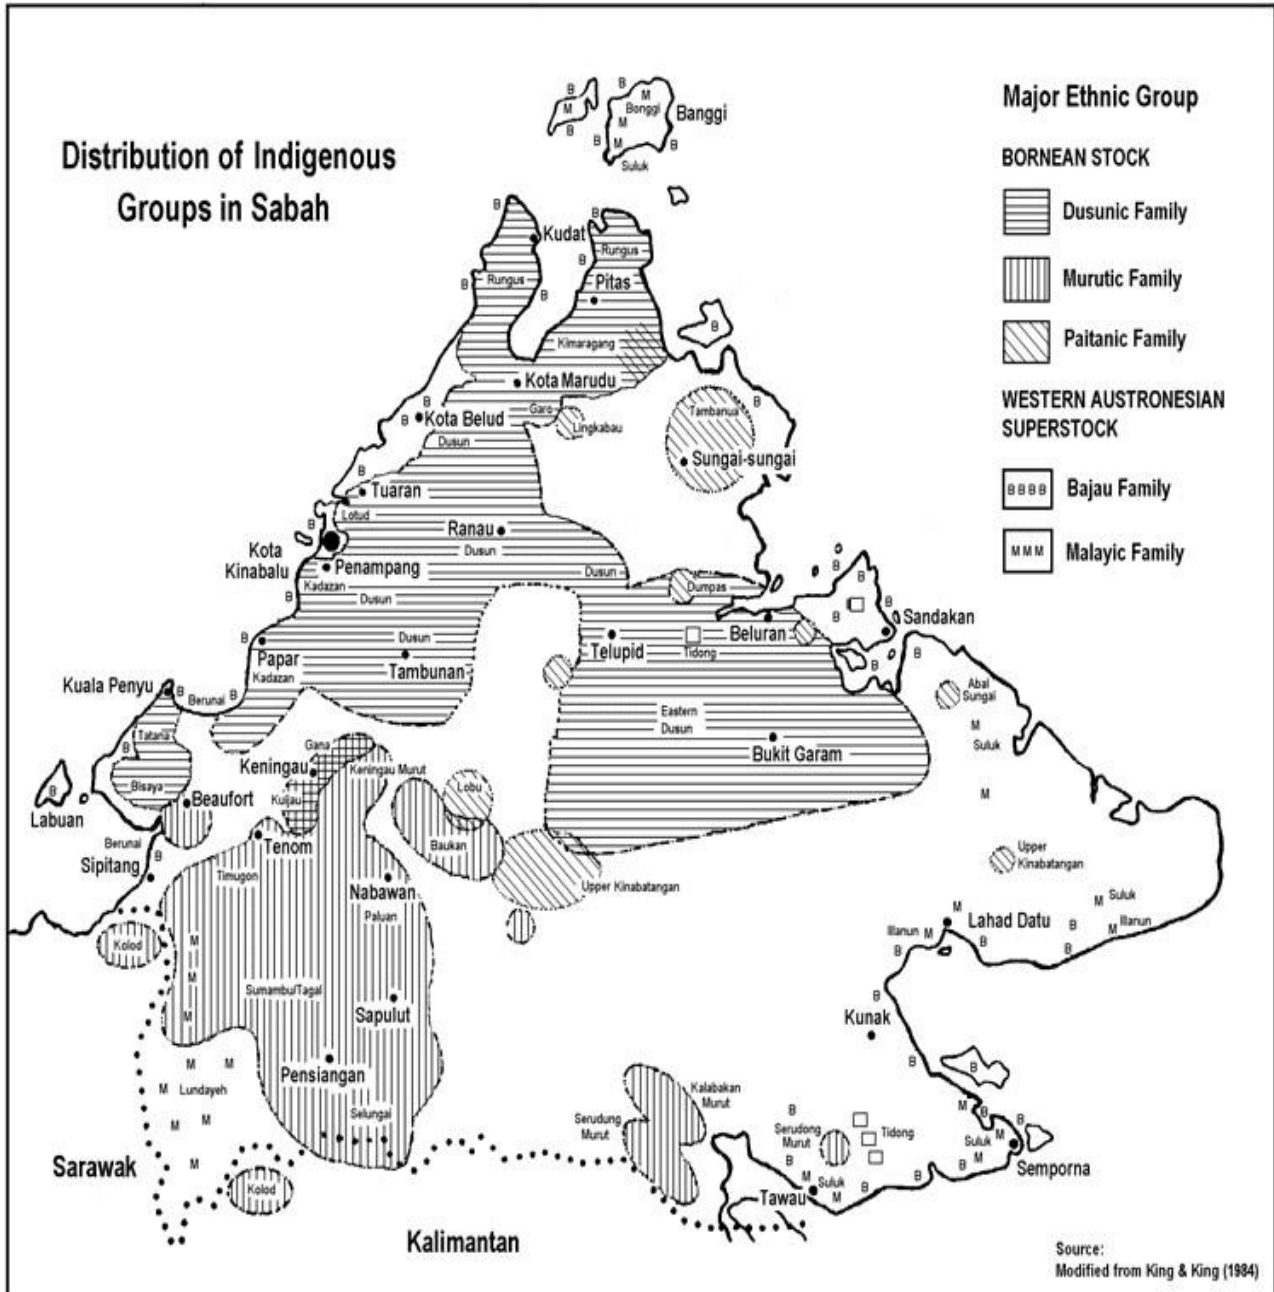 Distribution of Indigenous
Groups in Sabah
Major Ethnic Group
BORNEAN STOCK
Dusunic Family
Murutic Family
Paitanic Family
WESTERN AUSTRONESIAN
SUPERSTOCK
B B B B
Bajau Family
M M M
Malayic Family
B
B
B
M
M
Bonggi
Banggi
B
M
B
M
B
Suluk
B
B
Kudat
B
Rungus
B
Rungus
B
Pitas
B
Kimaragang
Kota Marudu
B
B
Kota Belud
Garo
Lingkabau
Tambanua
B
Dusun
Sungai-sungai
B
Tuaran
Lotud
B
Ranau
Kota
Kinabalu
Dusun
Penampang
Kadazan
Dusun
B
Dusun
Dumpas
B
B
B
B
Sandakan
B
Papar
Kadazan
Dusun
Tambunan
Telupid
Tidong
Beluran
B
B
Kuala Penyu
B
Berunai
B
Abai
Sungai
M
Suluk
Eastern
Dusun
Bukit Garam
Tatana
B
Bisaya
Gana
Keningau
Keningau Murut
Kuijau
Lobu
M
B
Labuan
Beaufort
Berunai
Sipitang
B
Tenom
Timugon
Baukan
Nabawan
Paluan
Upper Kinabatangan
Upper
Kinabatangan
Suluk
M
M
Illanun
M
B
Lahad Datu
B
B
M
Illanun
B
Kolod
M
M
M
Sumambu/Tagal
Sapulut
B
Kunak
B
B
M
M
M
Lundayeh
M
M
M
Pensiangan
Selungai
Kalabakan
Murut
Serudung
Murut
B
Serudong
Murut
Tidong
M
B
B
Suluk
M
M
Semporna
B
M
Suluk
Tawau
M
B
B
B
Sarawak
Kolod
Kalimantan
Source:
Modified from King & King (1984)